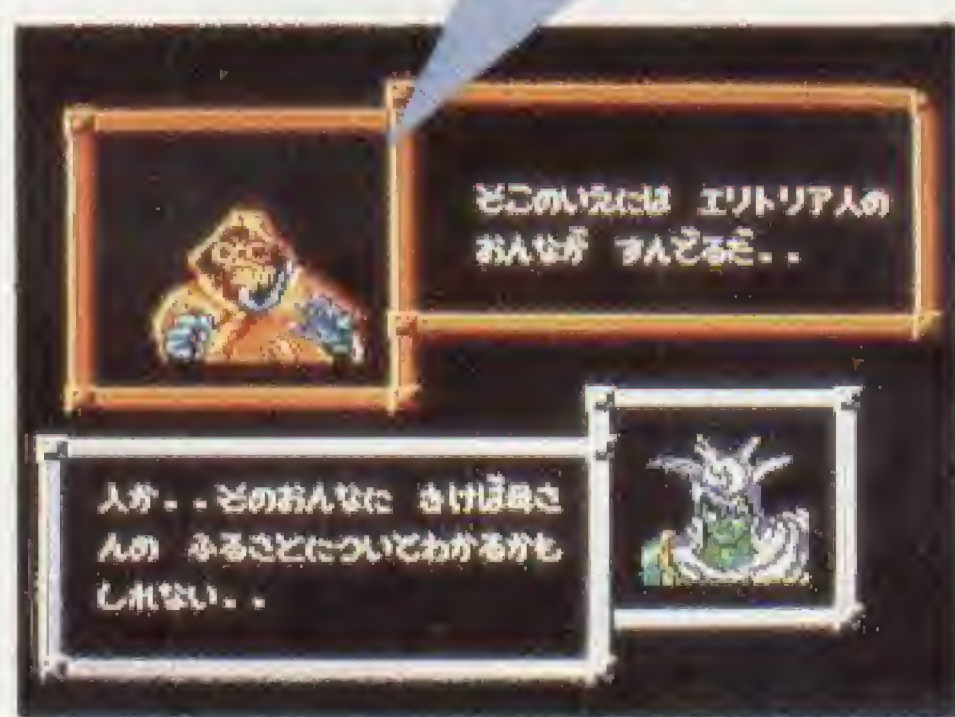 そこのいえには エリトリア人の
おんなが すんでるだ・・
人か・・そのおんなに きけば母さ
んの ふるさとについてわかるかも
しれない・・